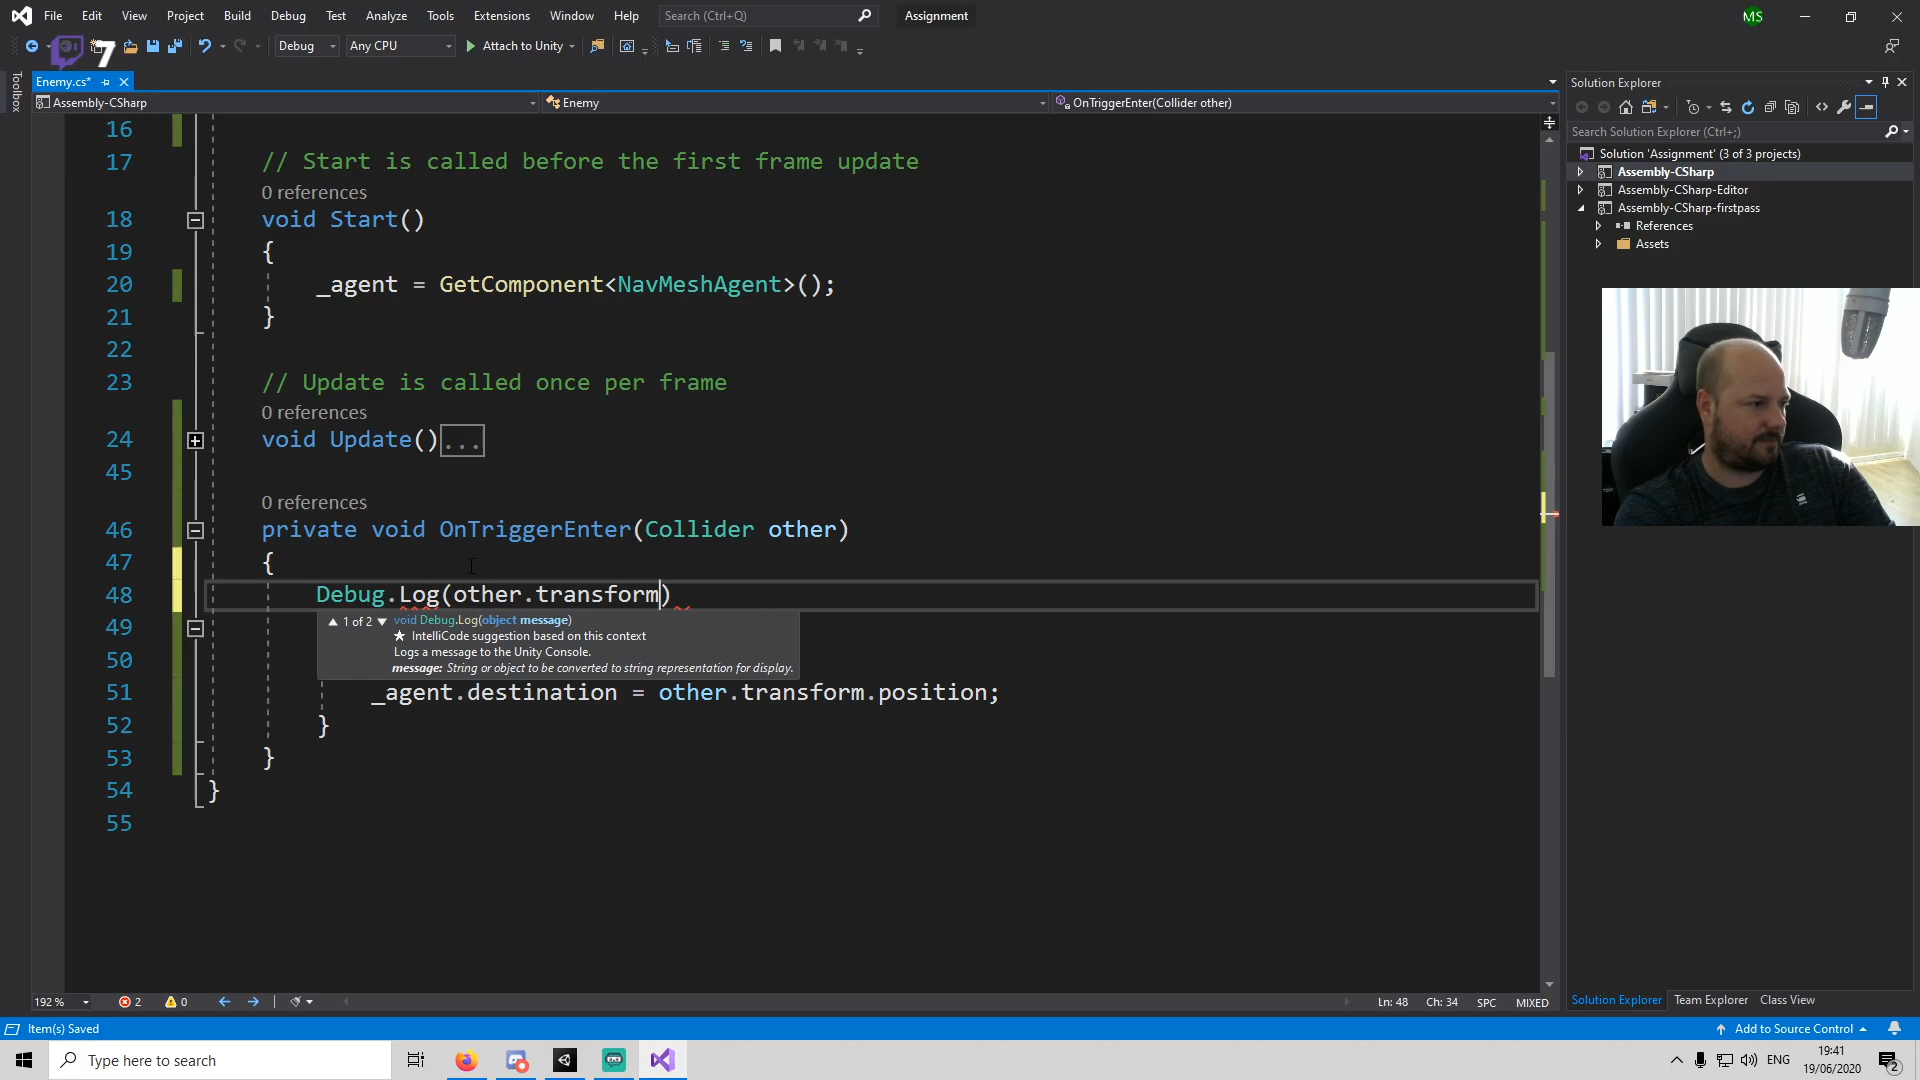 File Edit View Project Build Debug Test Analyze Tools Extensions Window Help Search (Ctrl+Q) Assignment MS
7 Debug Any CPU Attach to Unity
Toolbox
Enemy.cs*
Assembly-CSharp Enemy OnTriggerEnter(Collider other)
16
17 // Start is called before the first frame update
0 references
18 void Start()
19 {
20 _agent = GetComponent<NavMeshAgent>();
21 }
22
23 // Update is called once per frame
0 references
24 void Update()...
45
0 references
46 private void OnTriggerEnter(Collider other)
47 {
48 Debug.Log(other.transform)
49
1 of 2 void Debug.Log(object message)
IntelliCode suggestion based on this context
Logs a message to the Unity Console.
50
message: String or object to be converted to string representation for display.
51 _agent.destination = other.transform.position;
52 }
53 }
54 }
55
192 % 2 0 Ln: 48 Ch: 34 SPC MIXED
Solution Explorer
Search Solution Explorer (Ctrl+;)
Solution 'Assignment' (3 of 3 projects)
Assembly-CSharp
Assembly-CSharp-Editor
Assembly-CSharp-firstpass
References
Assets
Solution Explorer Team Explorer Class View
Item(s) Saved Add to Source Control
Type here to search
ENG
19:41
19/06/2020
2